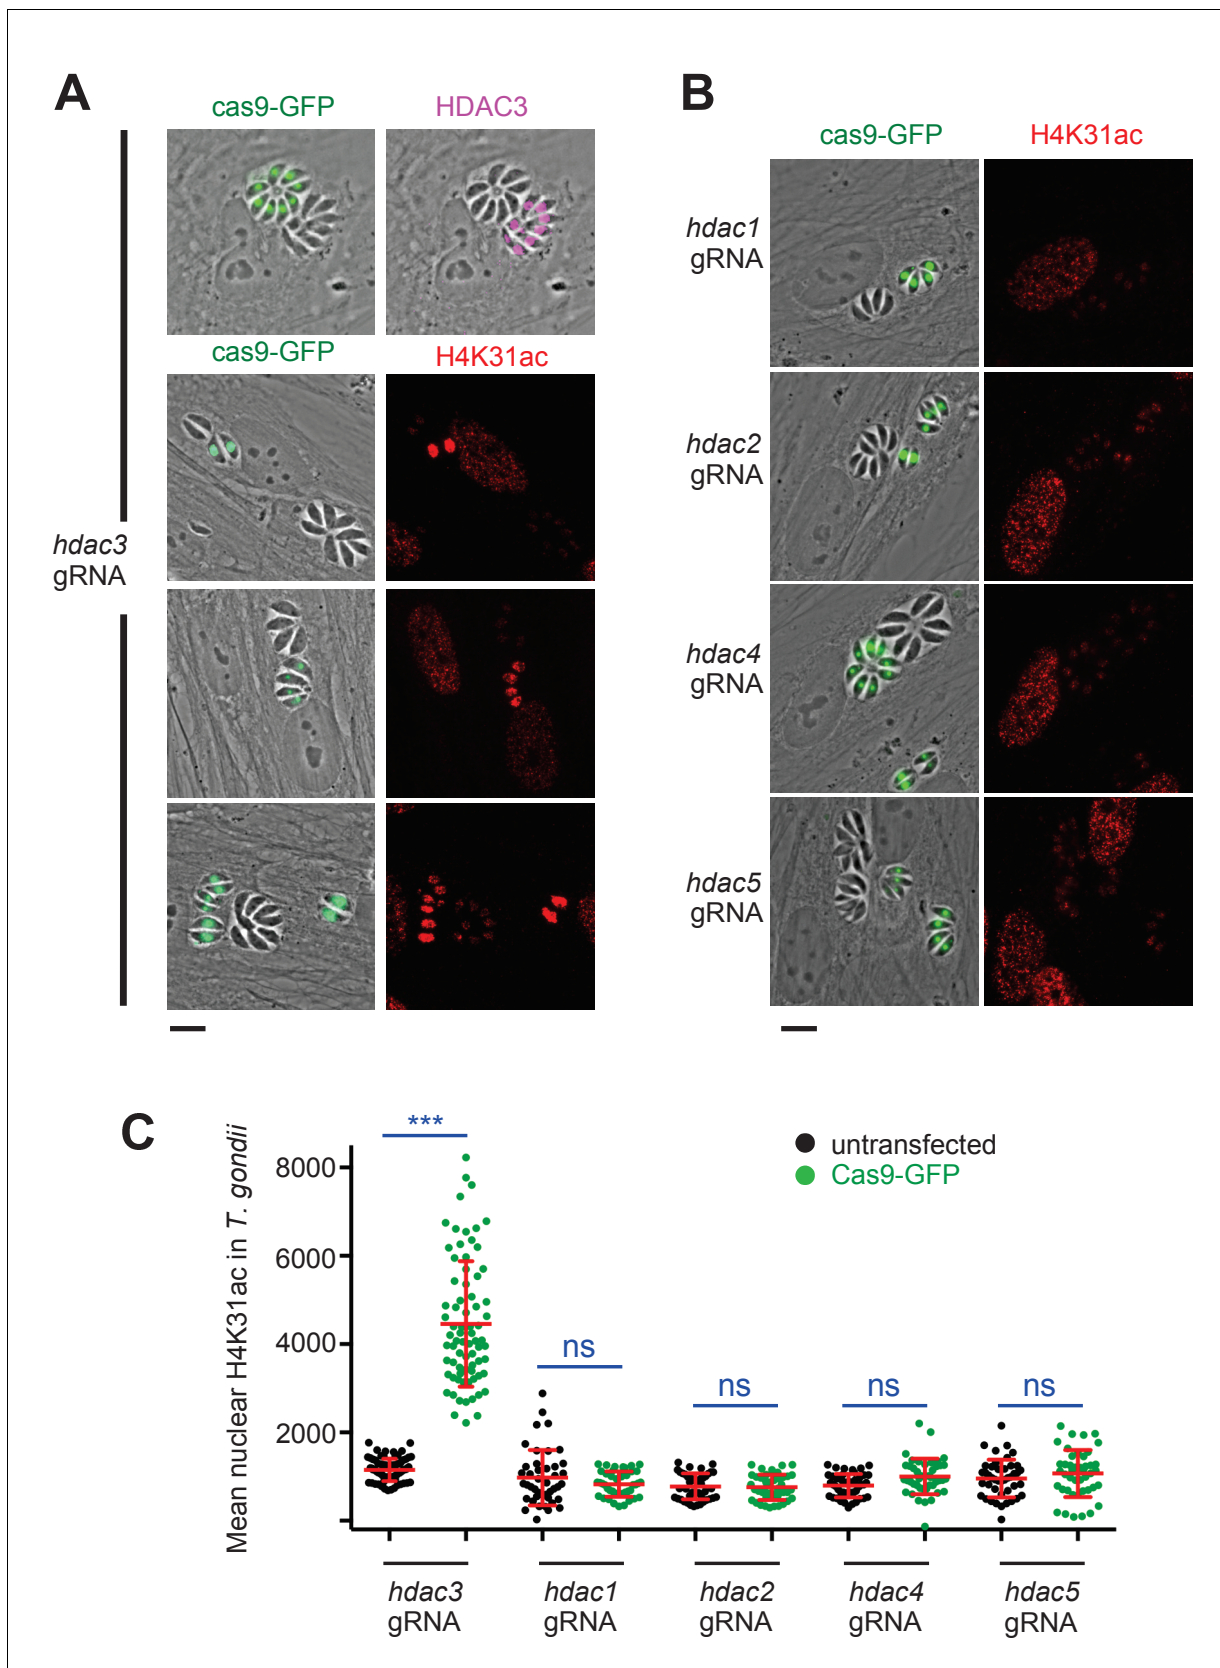 A
cas9-GFP
HDAC3
cas9-GFP
H4K31ac
hdac3
gRNA
B
cas9-GFP
H4K31ac
hdac1
gRNA
hdac2
gRNA
hdac4
gRNA
hdac5
gRNA
C
Mean nuclear H4K31ac in T. gondii
8000
6000
4000
2000
***
ns
ns
ns
ns
untransfected
Cas9-GFP
hdac3
gRNA
hdac1
gRNA
hdac2
gRNA
hdac4
gRNA
hdac5
gRNA